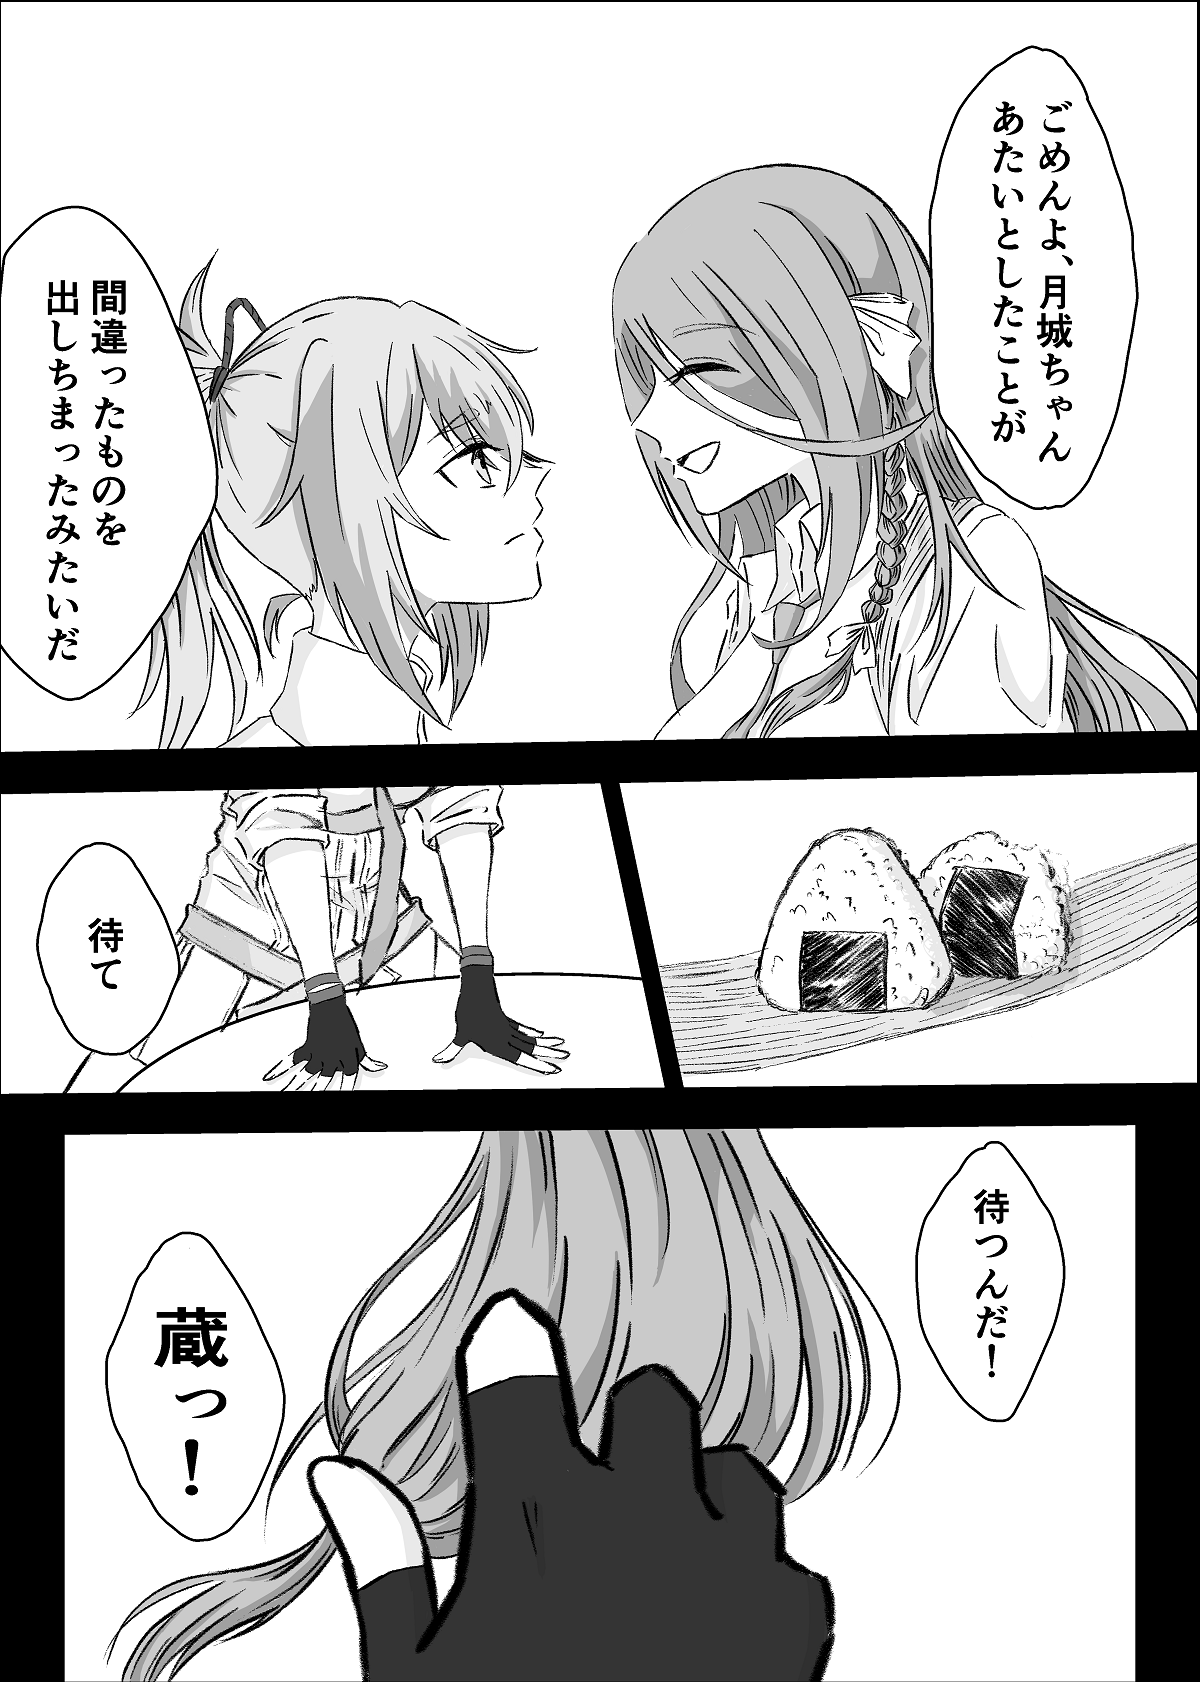 ごめんよ、月城ちゃん
あたいとしたことが
間違ったものを
出しちまったみたいだ
待て
待つんだ！
蔵っ！